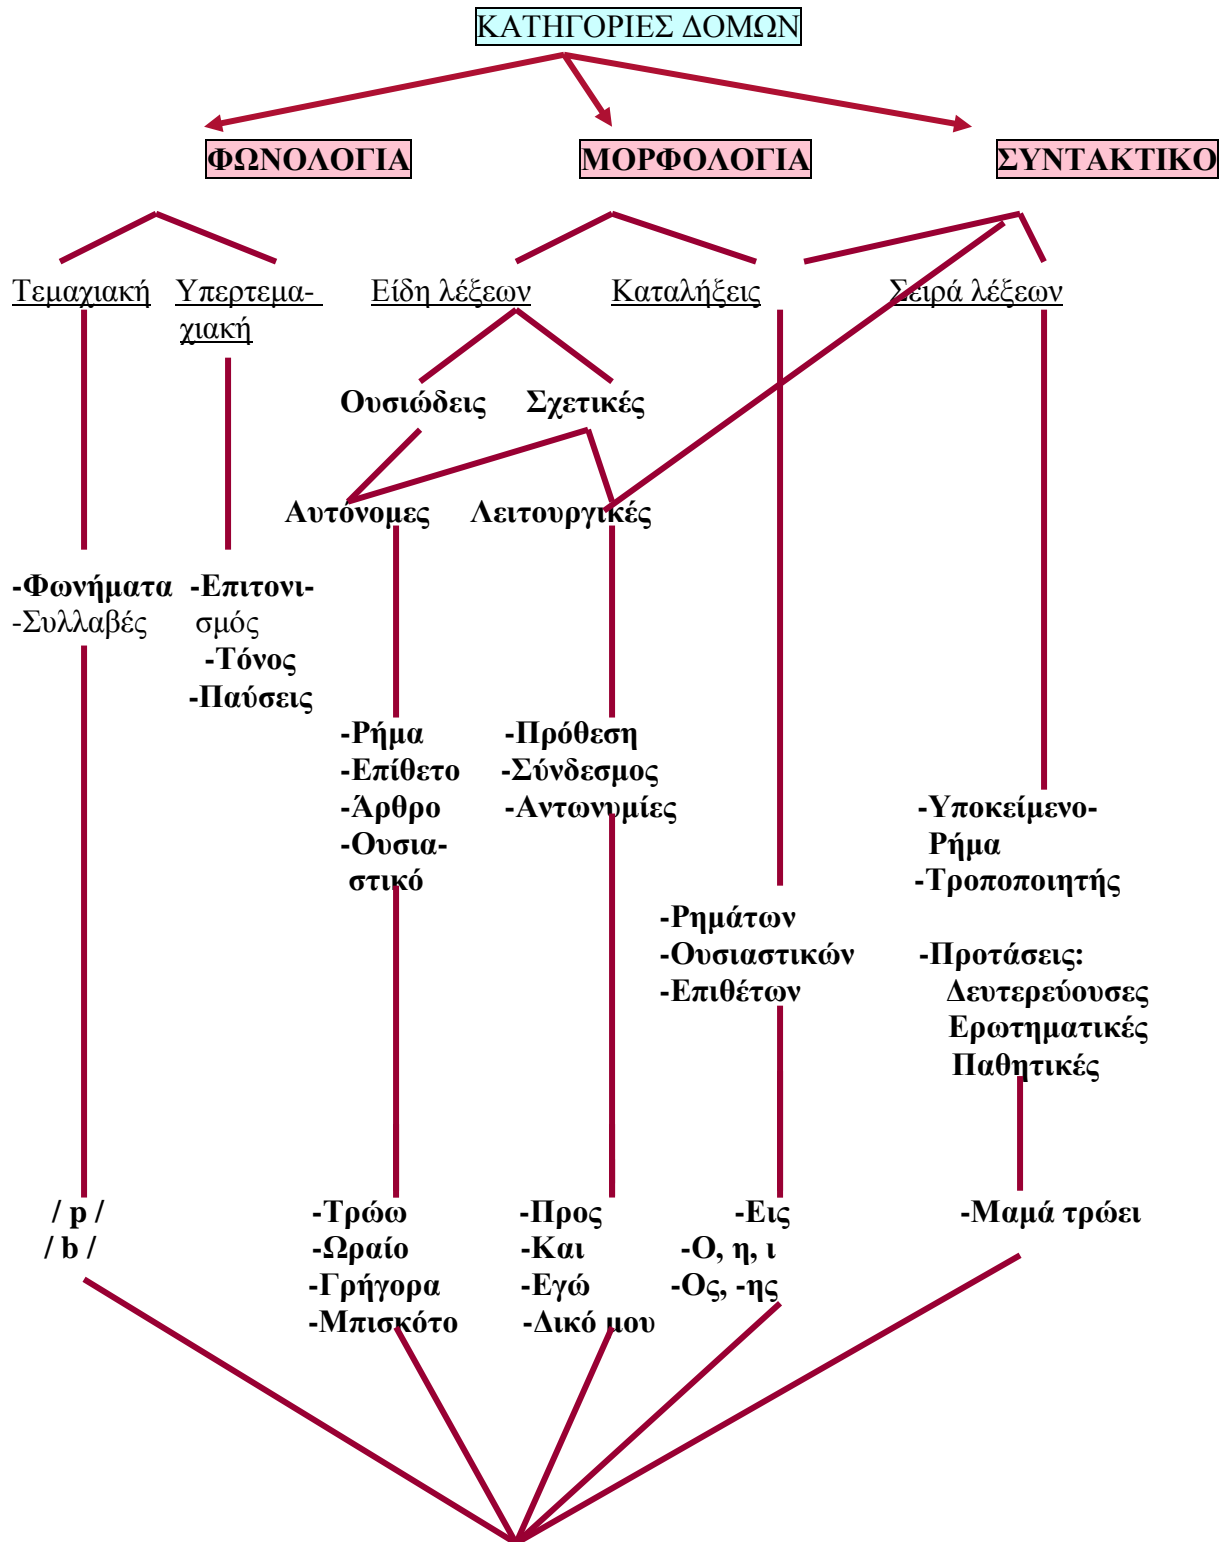 ΚΑΤΗΓΟΡΙΕΣ ΔΟΜΩΝ
ΦΩΝΟΛΟΓΙΑ ΜΟΡΦΟΛΟΓΙΑ ΣΥΝΤΑΚΤΙΚΟ
Τεμαχιακή Υπερτεμα- Είδη λέξεων Καταλήξεις Σειρά λέξεων
χιακή
Ουσιώδεις Σχετικές
Αυτόνομες Λειτουργικές
-Φωνήματα -Επιτονι-
-Συλλαβές σμός
-Τόνος
-Παύσεις
-Ρήμα -Πρόθεση
-Επίθετο -Σύνδεσμος
-Άρθρο -Αντωνυμίες -Υποκείμενο-
-Ουσια- Ρήμα
στικό -Τροποποιητής
-Ρημάτων
-Ουσιαστικών -Προτάσεις:
-Επιθέτων Δευτερεύουσες
Ερωτηματικές
Παθητικές
/ p / -Τρώω -Προς -Εις -Μαμά τρώει
/ b / -Ωραίο -Και -Ο, η, ι
-Γρήγορα -Εγώ -Ος, -ης
-Μπισκότο -Δικό μου